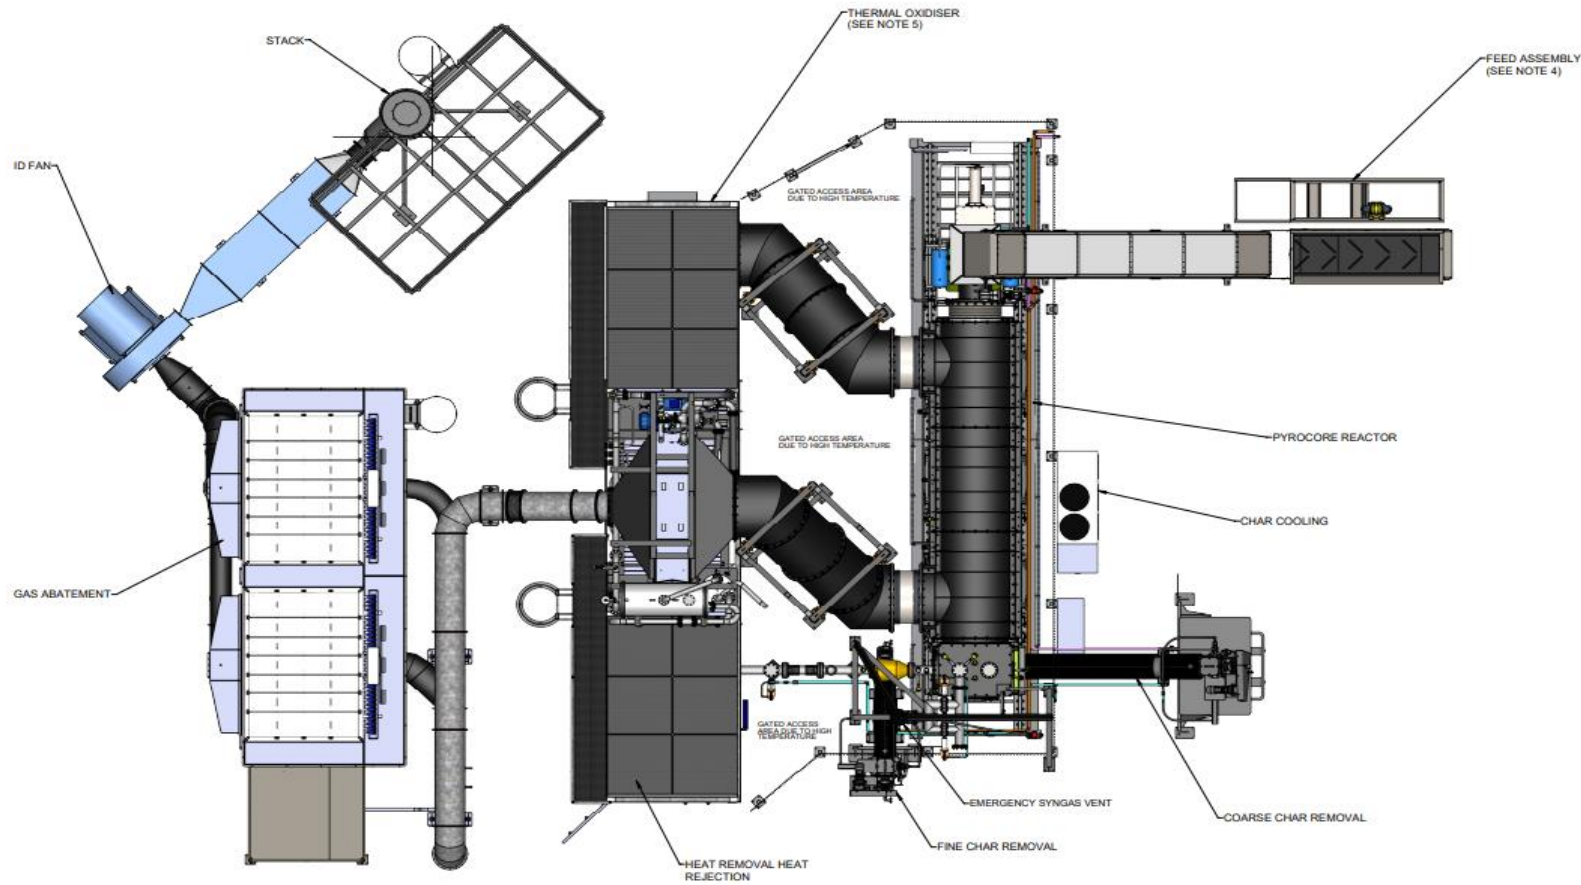 THERMAL OXIDISER
(SEE NOTE 5)
STACK
FEED ASSEMBLY
(SEE NOTE 4)
ID FAN
GATED ACCESS AREA
DUE TO HIGH TEMPERATURE
GATED ACCESS AREA
DUE TO HIGH TEMPERATURE
PYROCORE REACTOR
CHAR COOLING
GAS ABATEMENT
GATED ACCESS
AREA DUE TO HIGH
TEMPERATURE
EMERGENCY SYNGAS VENT
COARSE CHAR REMOVAL
FINE CHAR REMOVAL
HEAT REMOVAL HEAT
REJECTION